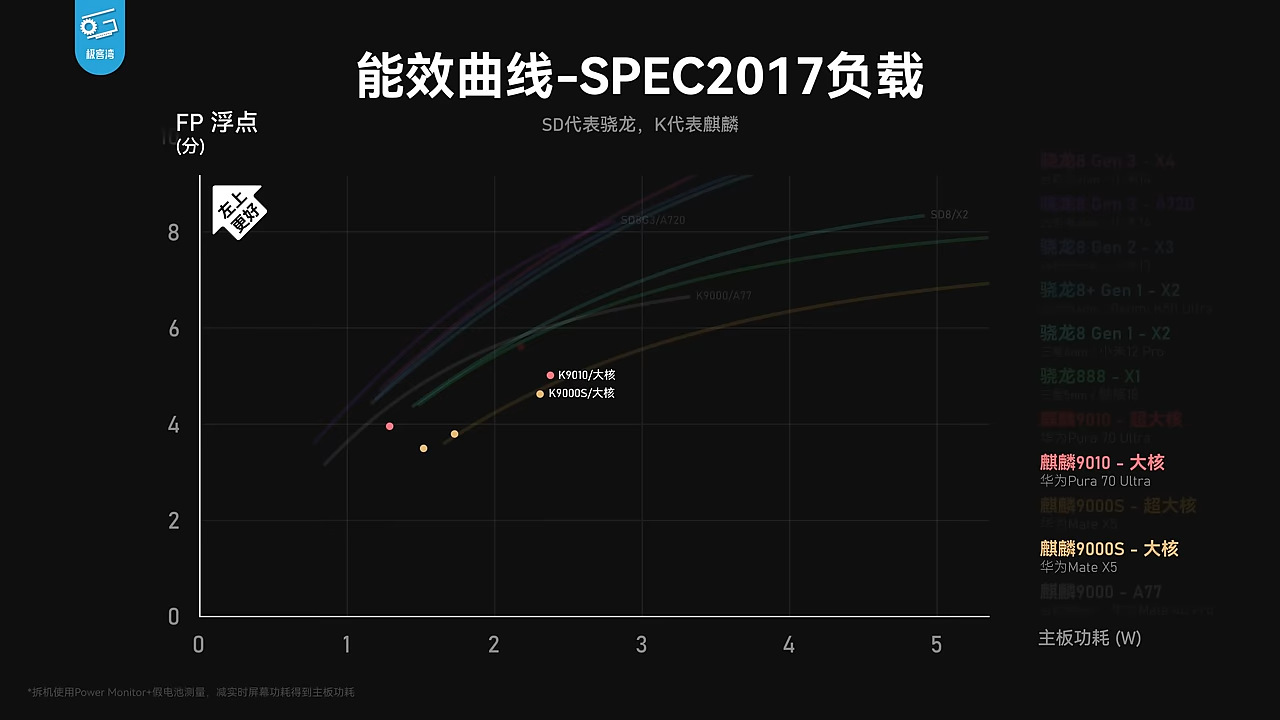 极客湾
能效曲线-SPEC2017负载
SD代表骁龙，K代表麒麟
FP 浮点
(分)
10
左上
更好
8
6
4
2
0
0
1
2
3
4
5
主板功耗 (W)
SD8G3/A720
SD8/X2
K9000/A77
K9010/大核
K9000S/大核
骁龙8 Gen 3 - X4
骁龙8 Gen 3 - A720
骁龙8 Gen 2 - X3
骁龙8+ Gen 1 - X2
骁龙8 Gen 1 - X2
骁龙888 - X1
麒麟9010 - 超大核
华为Pura 70 Ultra
麒麟9010 - 大核
华为Pura 70 Ultra
麒麟9000S - 超大核
华为Mate X5
麒麟9000S - 大核
华为Mate X5
麒麟9000 - A77
*拆机使用Power Monitor+假电池测量，减实时屏幕功耗得到主板功耗